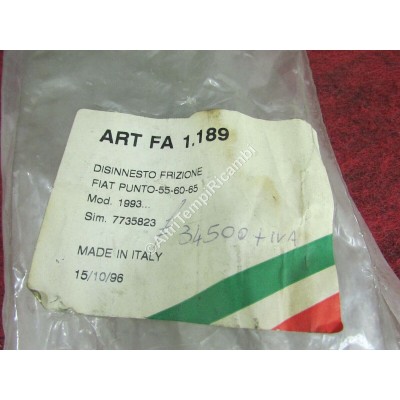 ART FA 1.189
DISINNESTO FRIZIONE
FIAT PUNTO-55-60-65
Mod. 1993...
Sim. 7735823
34500 + IVA
MADE IN ITALY
15/10/96
©AltriTempiRicambi